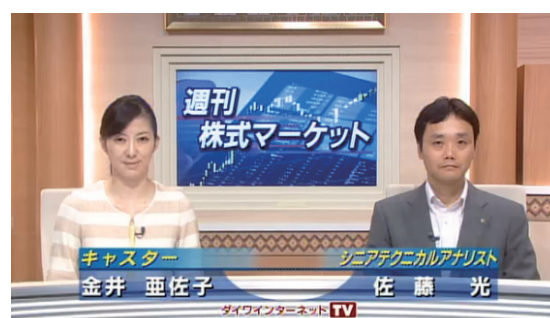 週刊
株式マーケット
キャスター
金井 亜佐子
シニアテクニカルアナリスト
佐藤 光
ダイワインターネットTV